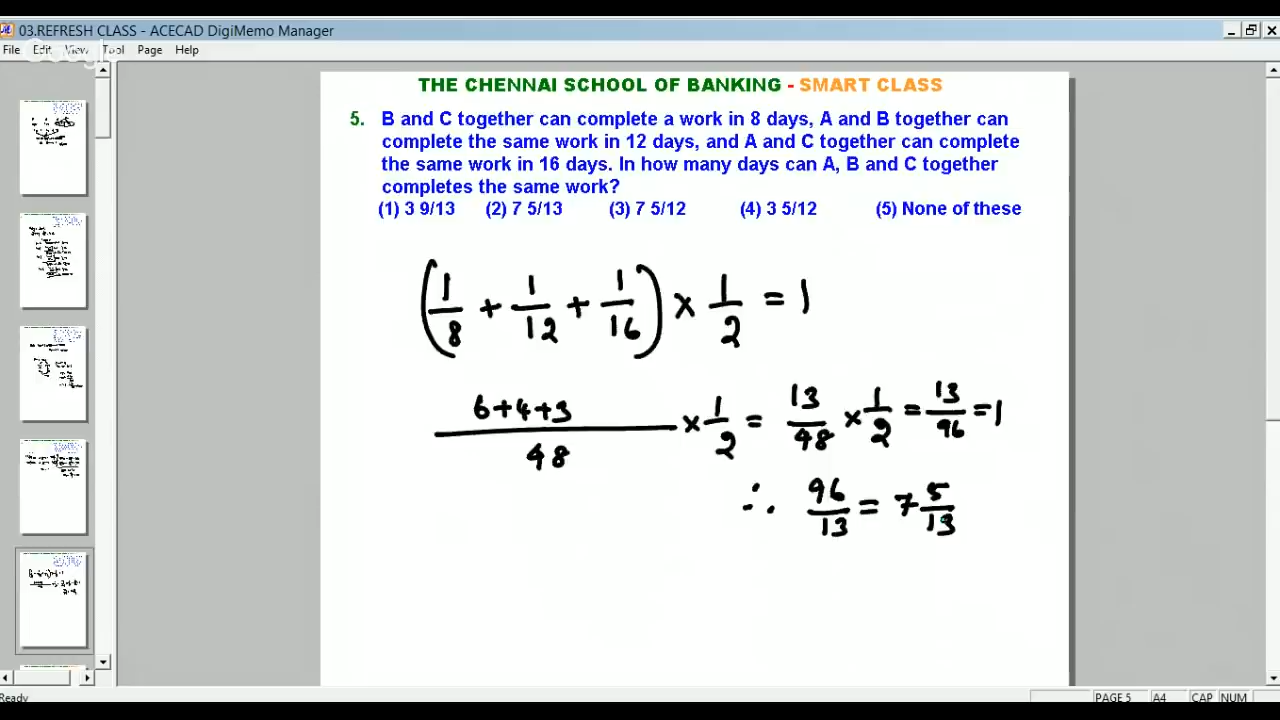 03.REFRESH CLASS - ACECAD DigiMemo Manager
File Edit View Tool Page Help
Google
THE CHENNAI SCHOOL OF BANKING - SMART CLASS
5. B and C together can complete a work in 8 days, A and B together can
complete the same work in 12 days, and A and C together can complete
the same work in 16 days. In how many days can A, B and C together
completes the same work?
(1) 3 9/13 (2) 7 5/13 (3) 7 5/12 (4) 3 5/12 (5) None of these
(1/8 + 1/12 + 1/16) × 1/2 = 1
6+4+3/48 × 1/2 = 13/48 × 1/2 = 13/96 = 1
∴ 96/13 = 7 5/13
Ready PAGE 5 A4 CAP NUM